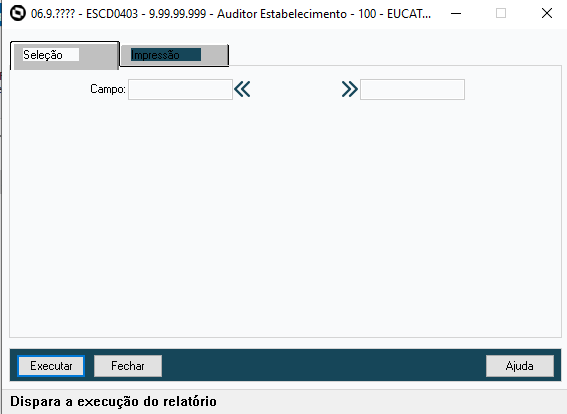 06.9.???? - ESCD0403 - 9.99.99.999 - Auditor Estabelecimento - 100 - EUCAT...
Seleção
Impressão
Campo:
Executar
Fechar
Ajuda
Dispara a execução do relatório